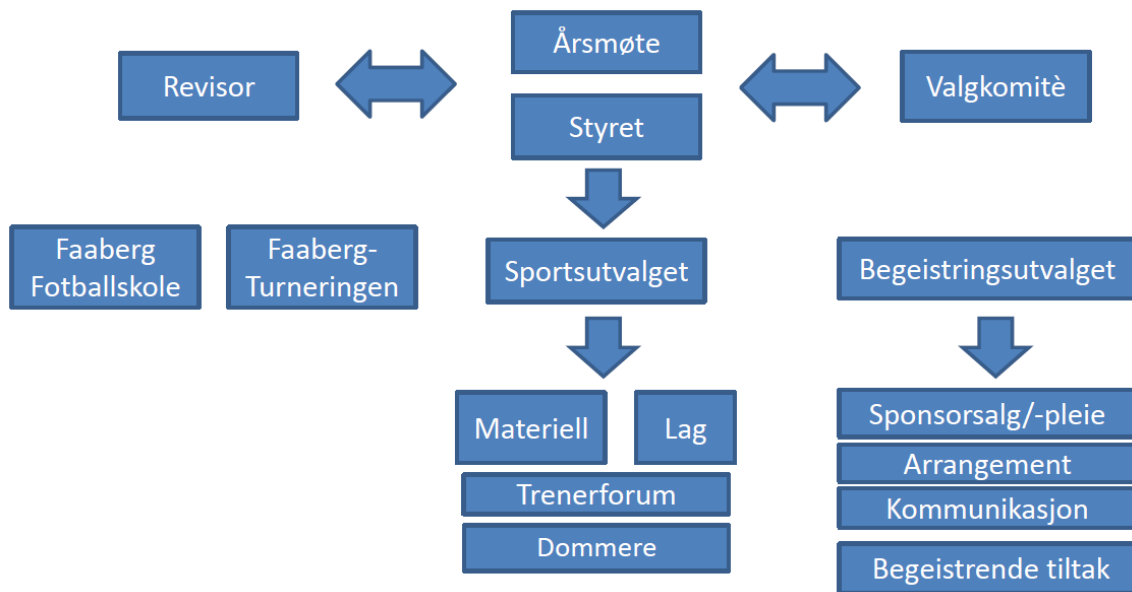 Årsmøte
Revisor
Valgkomitè
Styret
Faaberg
Fotballskole
Faaberg-
Turneringen
Sportsutvalget
Begeistringsutvalget
Materiell
Lag
Trenerforum
Dommere
Sponsorsalg/-pleie
Arrangement
Kommunikasjon
Begeistrende tiltak